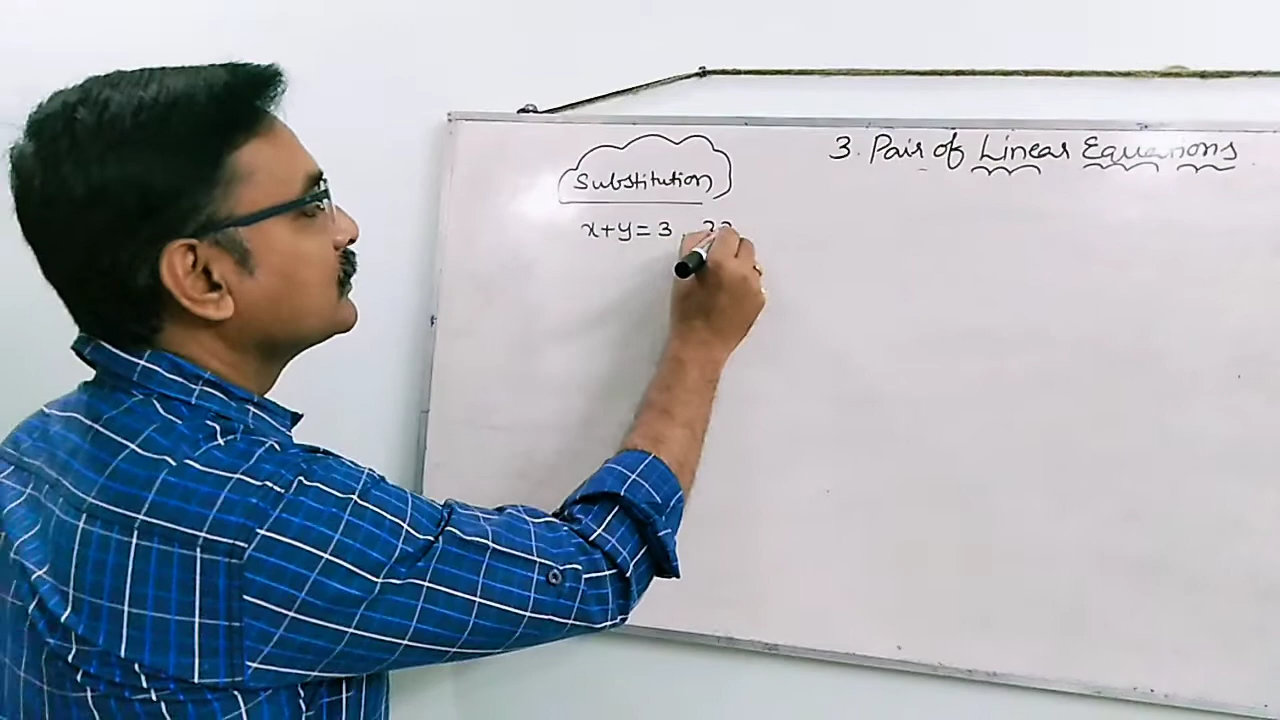 3. Pair of Linear Equations
Substitution
x+y=3